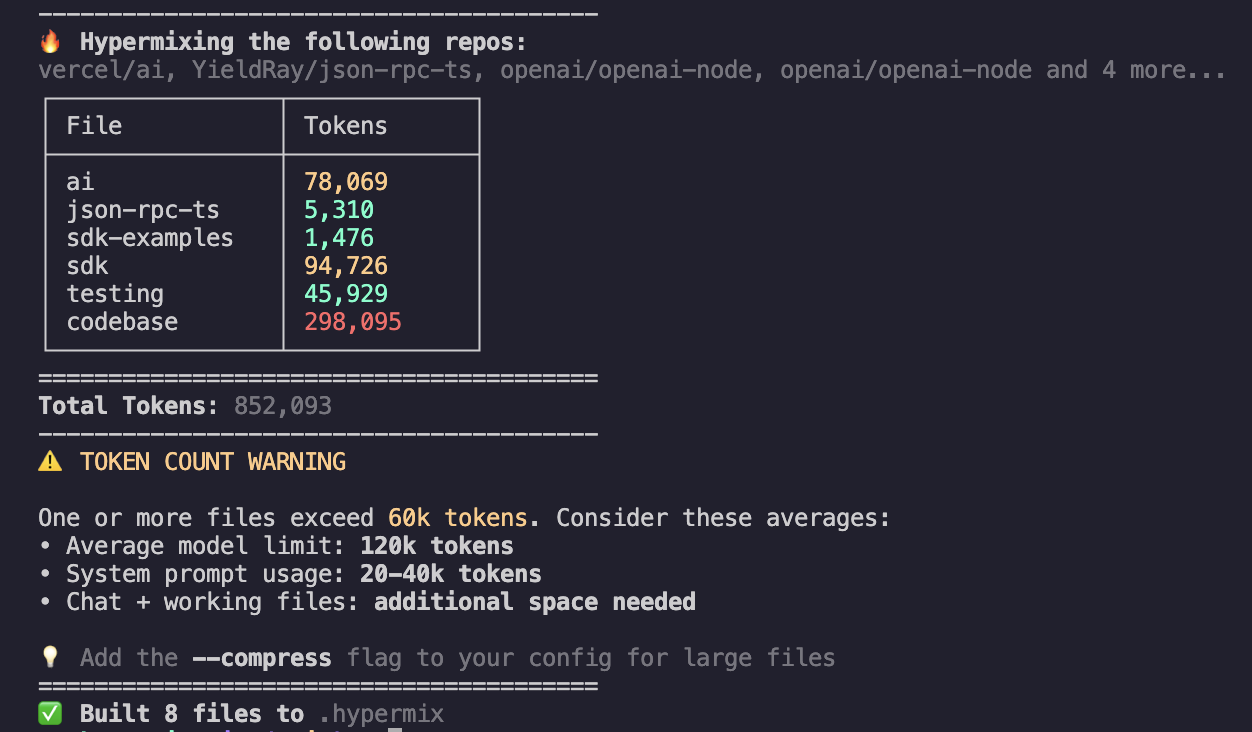 🔥 Hypermixing the following repos:
vercel/ai, YieldRay/json-rpc-ts, openai/openai-node, openai/openai-node and 4 more...
File Tokens
ai 78,069
json-rpc-ts 5,310
sdk-examples 1,476
sdk 94,726
testing 45,929
codebase 298,095
========================================
Total Tokens: 852,093
----------------------------------------
⚠️ TOKEN COUNT WARNING
One or more files exceed 60k tokens. Consider these averages:
• Average model limit: 120k tokens
• System prompt usage: 20-40k tokens
• Chat + working files: additional space needed
💡 Add the --compress flag to your config for large files
========================================
✅ Built 8 files to .hypermix